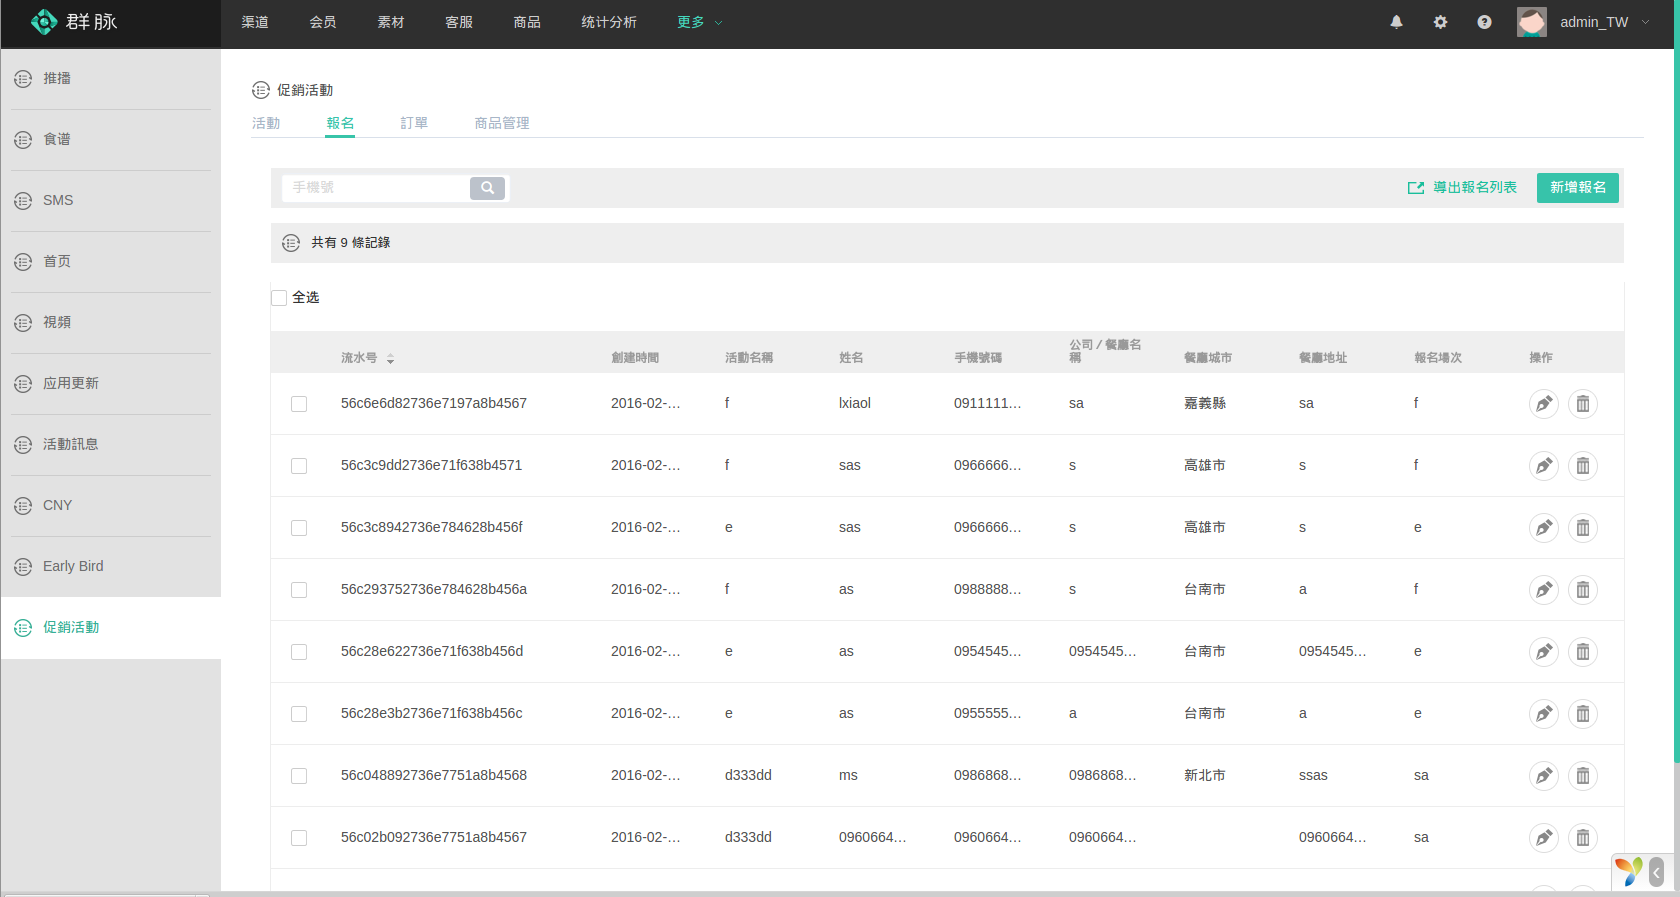 群脉 渠道 会员 素材 客服 商品 统计分析 更多 admin_TW
推播
食谱
SMS
首页
視頻
应用更新
活動訊息
CNY
Early Bird
促銷活動
促銷活動
活動 報名 訂單 商品管理
手機號 導出報名列表 新增報名
共有 9 條記錄
全选
流水号 創建時間 活動名稱 姓名 手機號碼 公司 / 餐廳名稱 餐廳城市 餐廳地址 報名場次 操作
56c6e6d82736e7197a8b4567 2016-02-... f lxiaol 0911111... sa 嘉義縣 sa f
56c3c9dd2736e71f638b4571 2016-02-... f sas 0966666... s 高雄市 s f
56c3c8942736e784628b456f 2016-02-... e sas 0966666... s 高雄市 s e
56c293752736e784628b456a 2016-02-... f as 0988888... s 台南市 a f
56c28e622736e71f638b456d 2016-02-... e as 0954545... 0954545... 台南市 0954545... e
56c28e3b2736e71f638b456c 2016-02-... e as 0955555... a 台南市 a e
56c048892736e7751a8b4568 2016-02-... d333dd ms 0986868... 0986868... 新北市 ssas sa
56c02b092736e7751a8b4567 2016-02-... d333dd 0960664... 0960664... 0960664... 0960664... sa